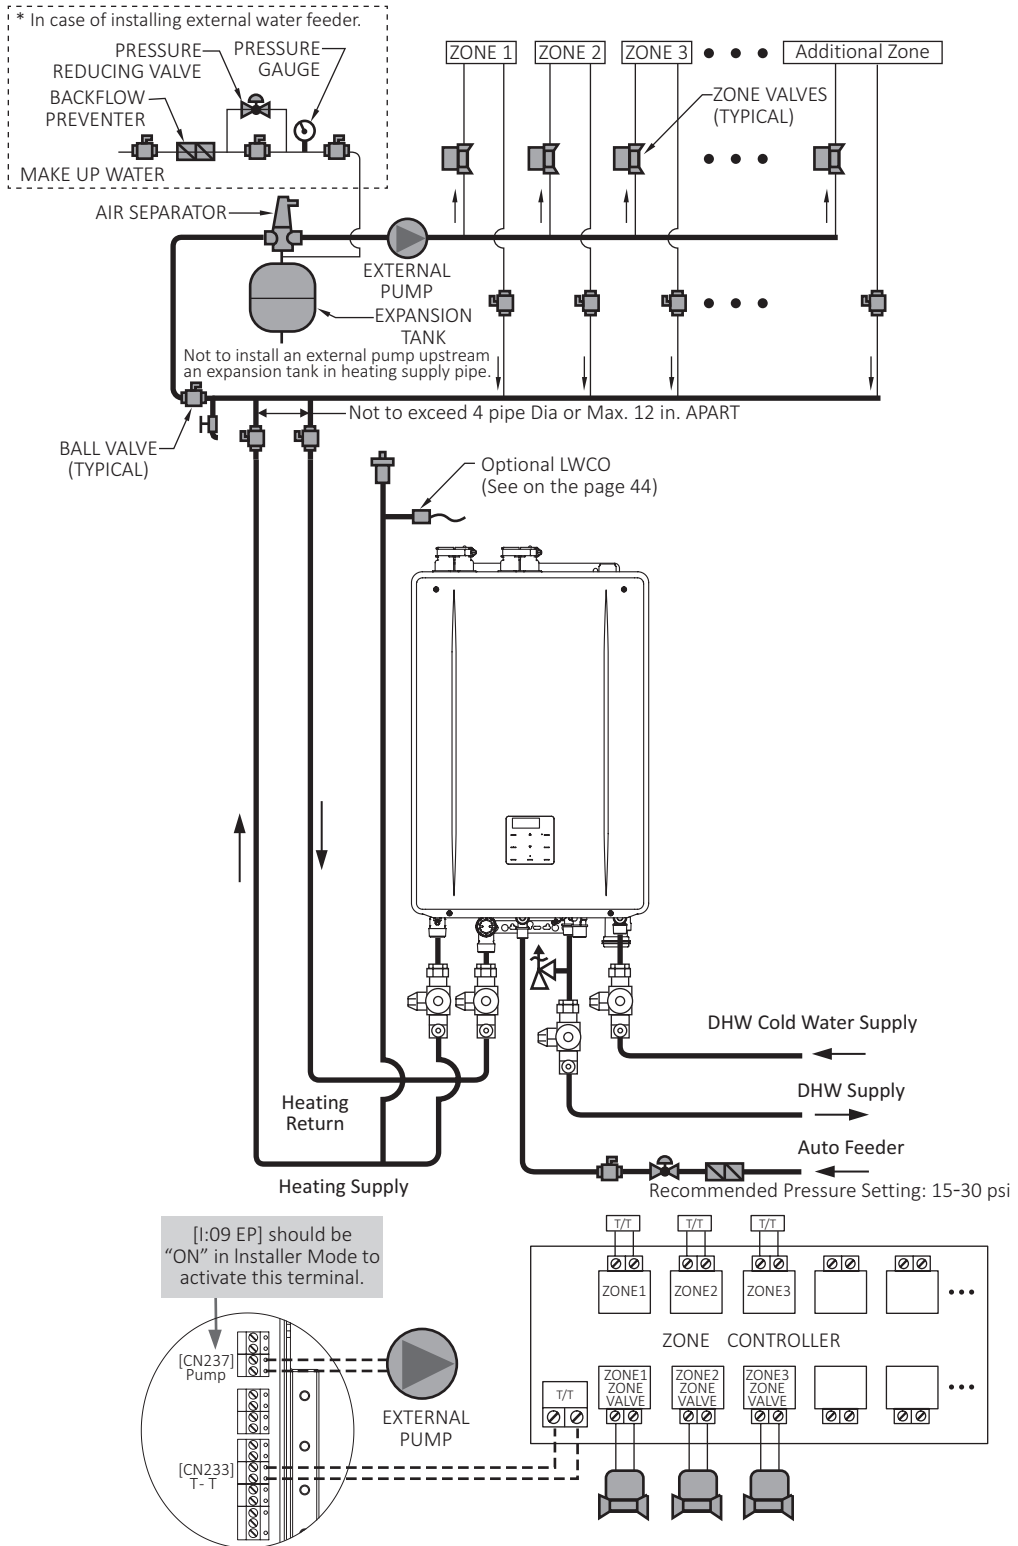 * In case of installing external water feeder.
PRESSURE
REDUCING VALVE
PRESSURE
GAUGE
BACKFLOW
PREVENTER
MAKE UP WATER
ZONE 1
ZONE 2
ZONE 3
Additional Zone
ZONE VALVES
(TYPICAL)
AIR SEPARATOR
EXTERNAL
PUMP
EXPANSION
TANK
Not to install an external pump upstream
an expansion tank in heating supply pipe.
Not to exceed 4 pipe Dia or Max. 12 in. APART
BALL VALVE
(TYPICAL)
Optional LWCO
(See on the page 44)
DHW Cold Water Supply
DHW Supply
Heating
Return
Auto Feeder
Heating Supply
Recommended Pressure Setting: 15-30 psi
[I:09 EP] should be
“ON” in Installer Mode to
activate this terminal.
[CN237]
Pump
EXTERNAL
PUMP
[CN233]
T- T
T/T
T/T
T/T
ZONE1
ZONE2
ZONE3
ZONE CONTROLLER
T/T
ZONE1
ZONE
VALVE
ZONE2
ZONE
VALVE
ZONE3
ZONE
VALVE